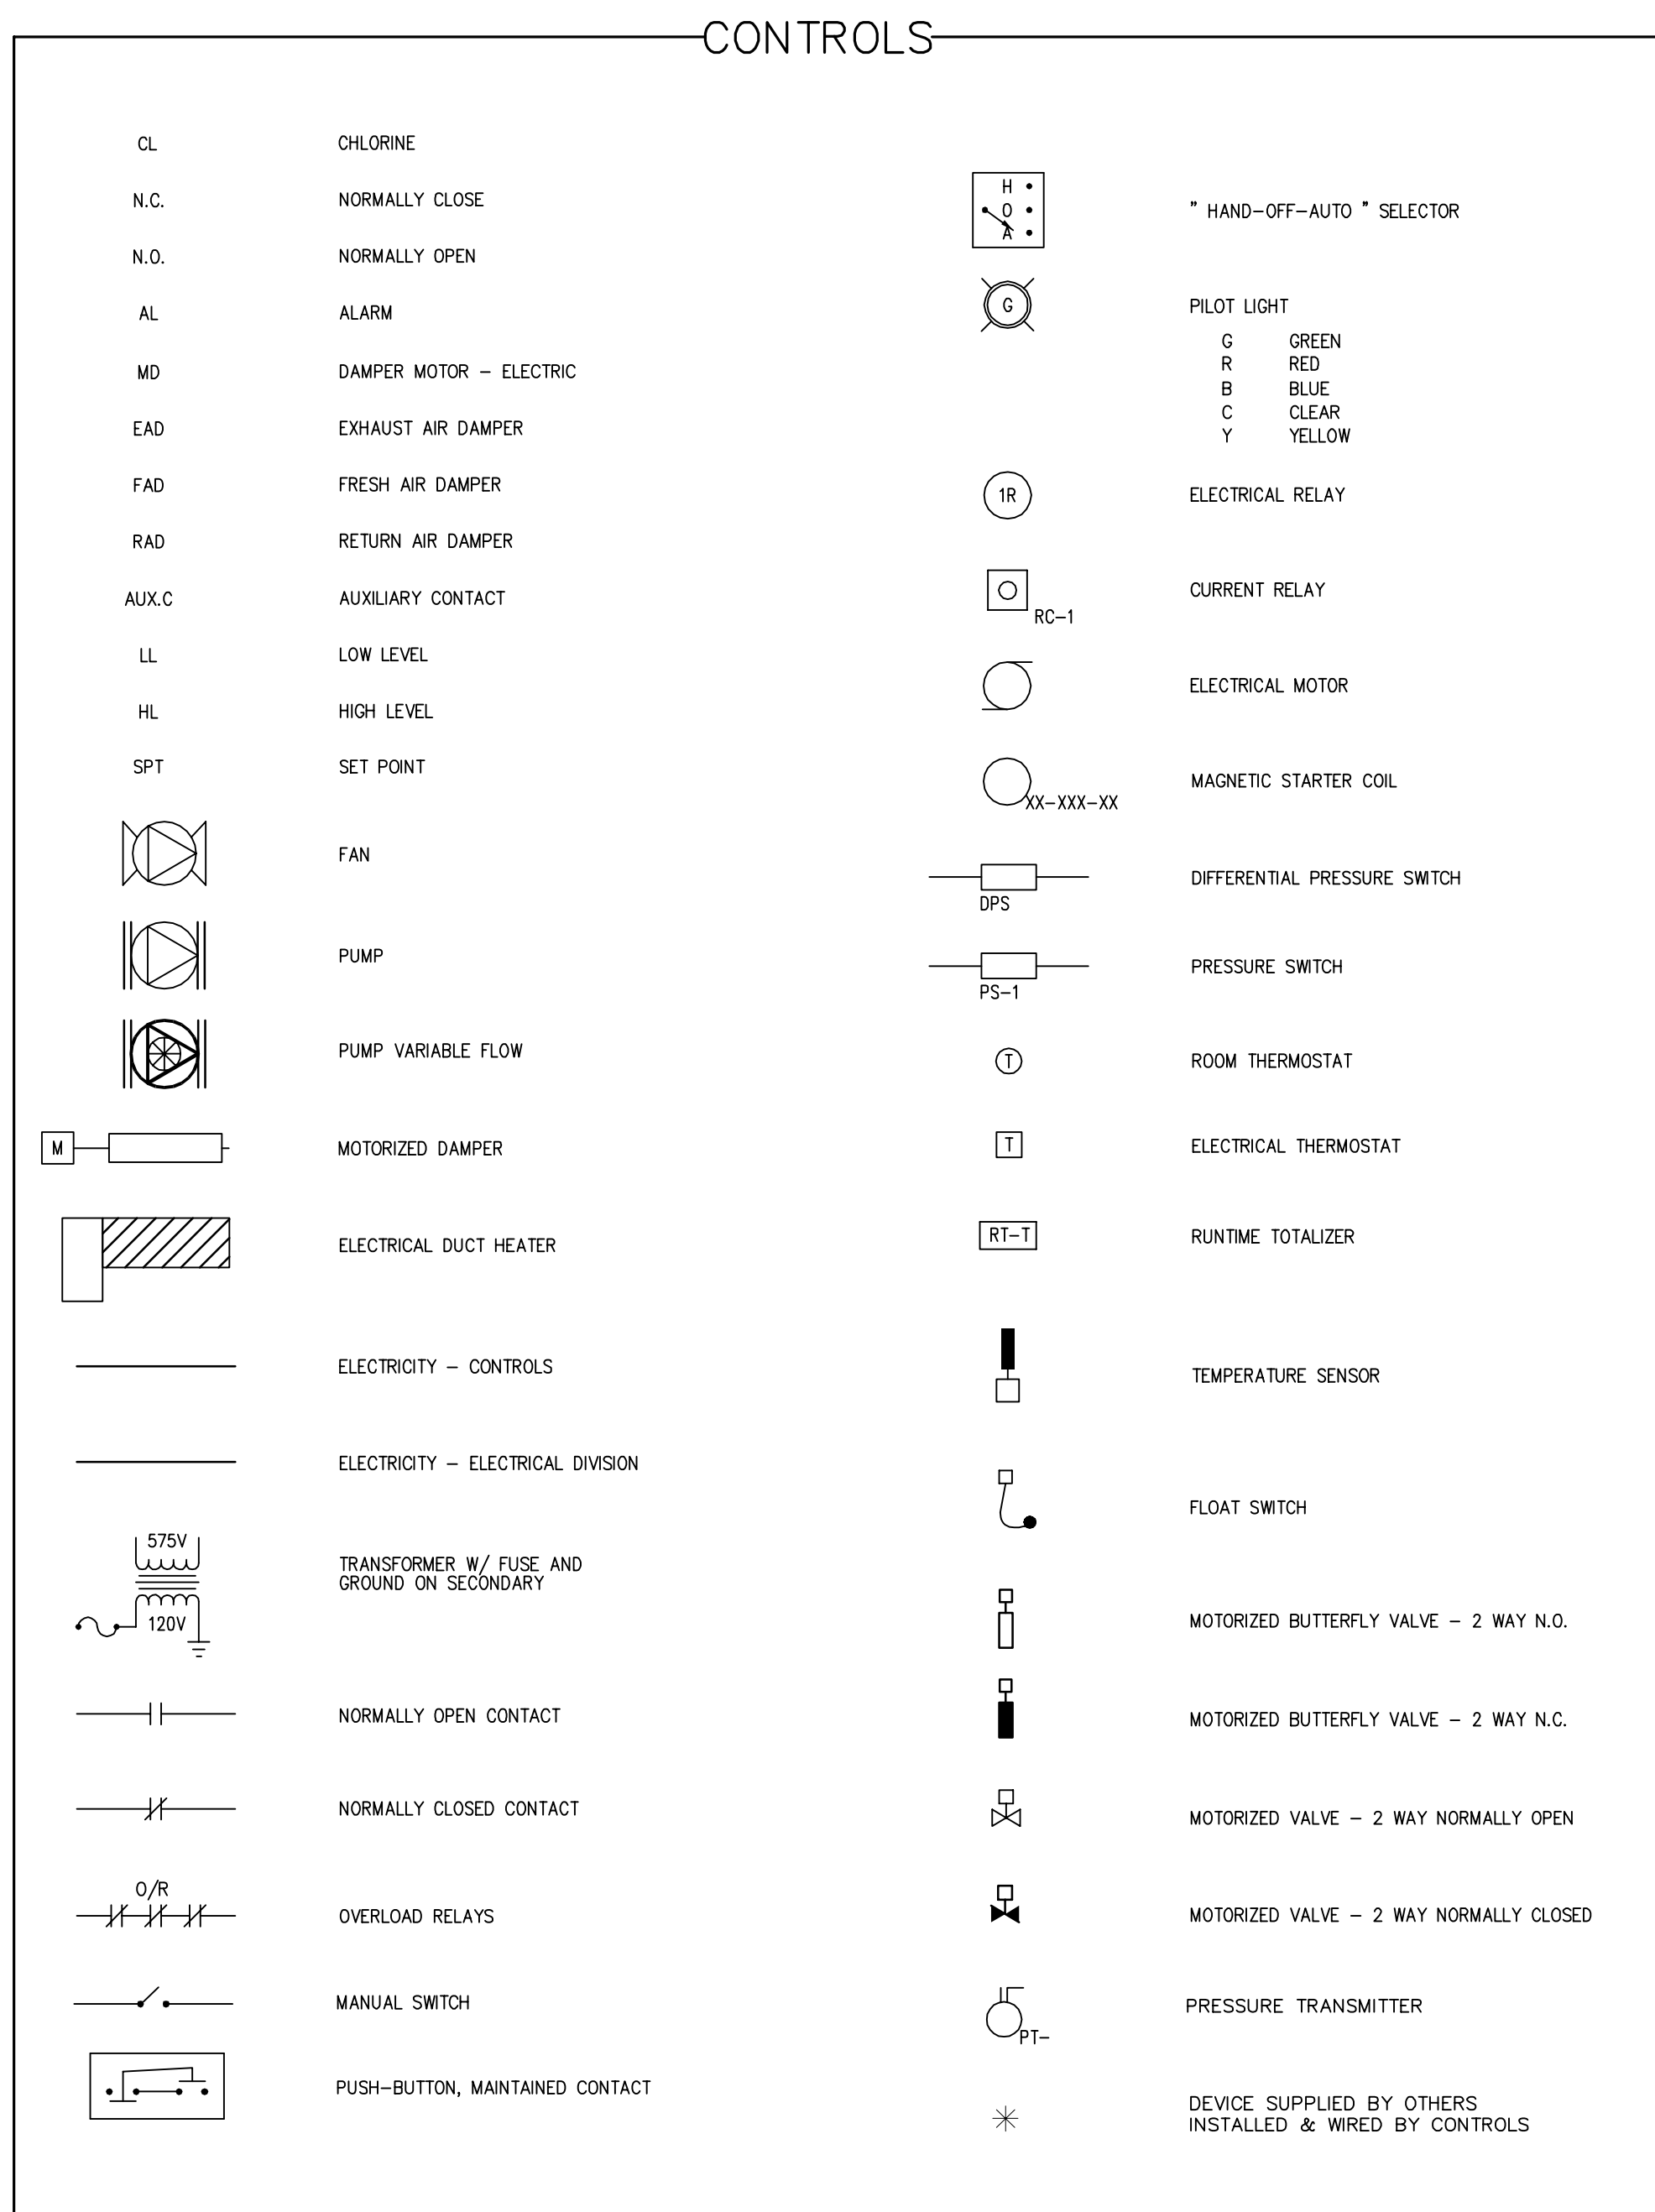 CONTROLS
CL CHLORINE
N.C. NORMALLY CLOSE
N.O. NORMALLY OPEN
AL ALARM
MD DAMPER MOTOR – ELECTRIC
EAD EXHAUST AIR DAMPER
FAD FRESH AIR DAMPER
RAD RETURN AIR DAMPER
AUX.C AUXILIARY CONTACT
LL LOW LEVEL
HL HIGH LEVEL
SPT SET POINT
FAN
PUMP
PUMP VARIABLE FLOW
M MOTORIZED DAMPER
ELECTRICAL DUCT HEATER
ELECTRICITY – CONTROLS
ELECTRICITY – ELECTRICAL DIVISION
575V
TRANSFORMER W/ FUSE AND
GROUND ON SECONDARY
120V
NORMALLY OPEN CONTACT
NORMALLY CLOSED CONTACT
O/R
OVERLOAD RELAYS
MANUAL SWITCH
PUSH-BUTTON, MAINTAINED CONTACT
H
O " HAND-OFF-AUTO " SELECTOR
A
G PILOT LIGHT
G GREEN
R RED
B BLUE
C CLEAR
Y YELLOW
1R ELECTRICAL RELAY
CURRENT RELAY
RC-1
ELECTRICAL MOTOR
MAGNETIC STARTER COIL
XX-XXX-XX
DIFFERENTIAL PRESSURE SWITCH
DPS
PRESSURE SWITCH
PS-1
T ROOM THERMOSTAT
T ELECTRICAL THERMOSTAT
RT-T RUNTIME TOTALIZER
TEMPERATURE SENSOR
FLOAT SWITCH
MOTORIZED BUTTERFLY VALVE – 2 WAY N.O.
MOTORIZED BUTTERFLY VALVE – 2 WAY N.C.
MOTORIZED VALVE – 2 WAY NORMALLY OPEN
MOTORIZED VALVE – 2 WAY NORMALLY CLOSED
PRESSURE TRANSMITTER
PT-
DEVICE SUPPLIED BY OTHERS
INSTALLED & WIRED BY CONTROLS